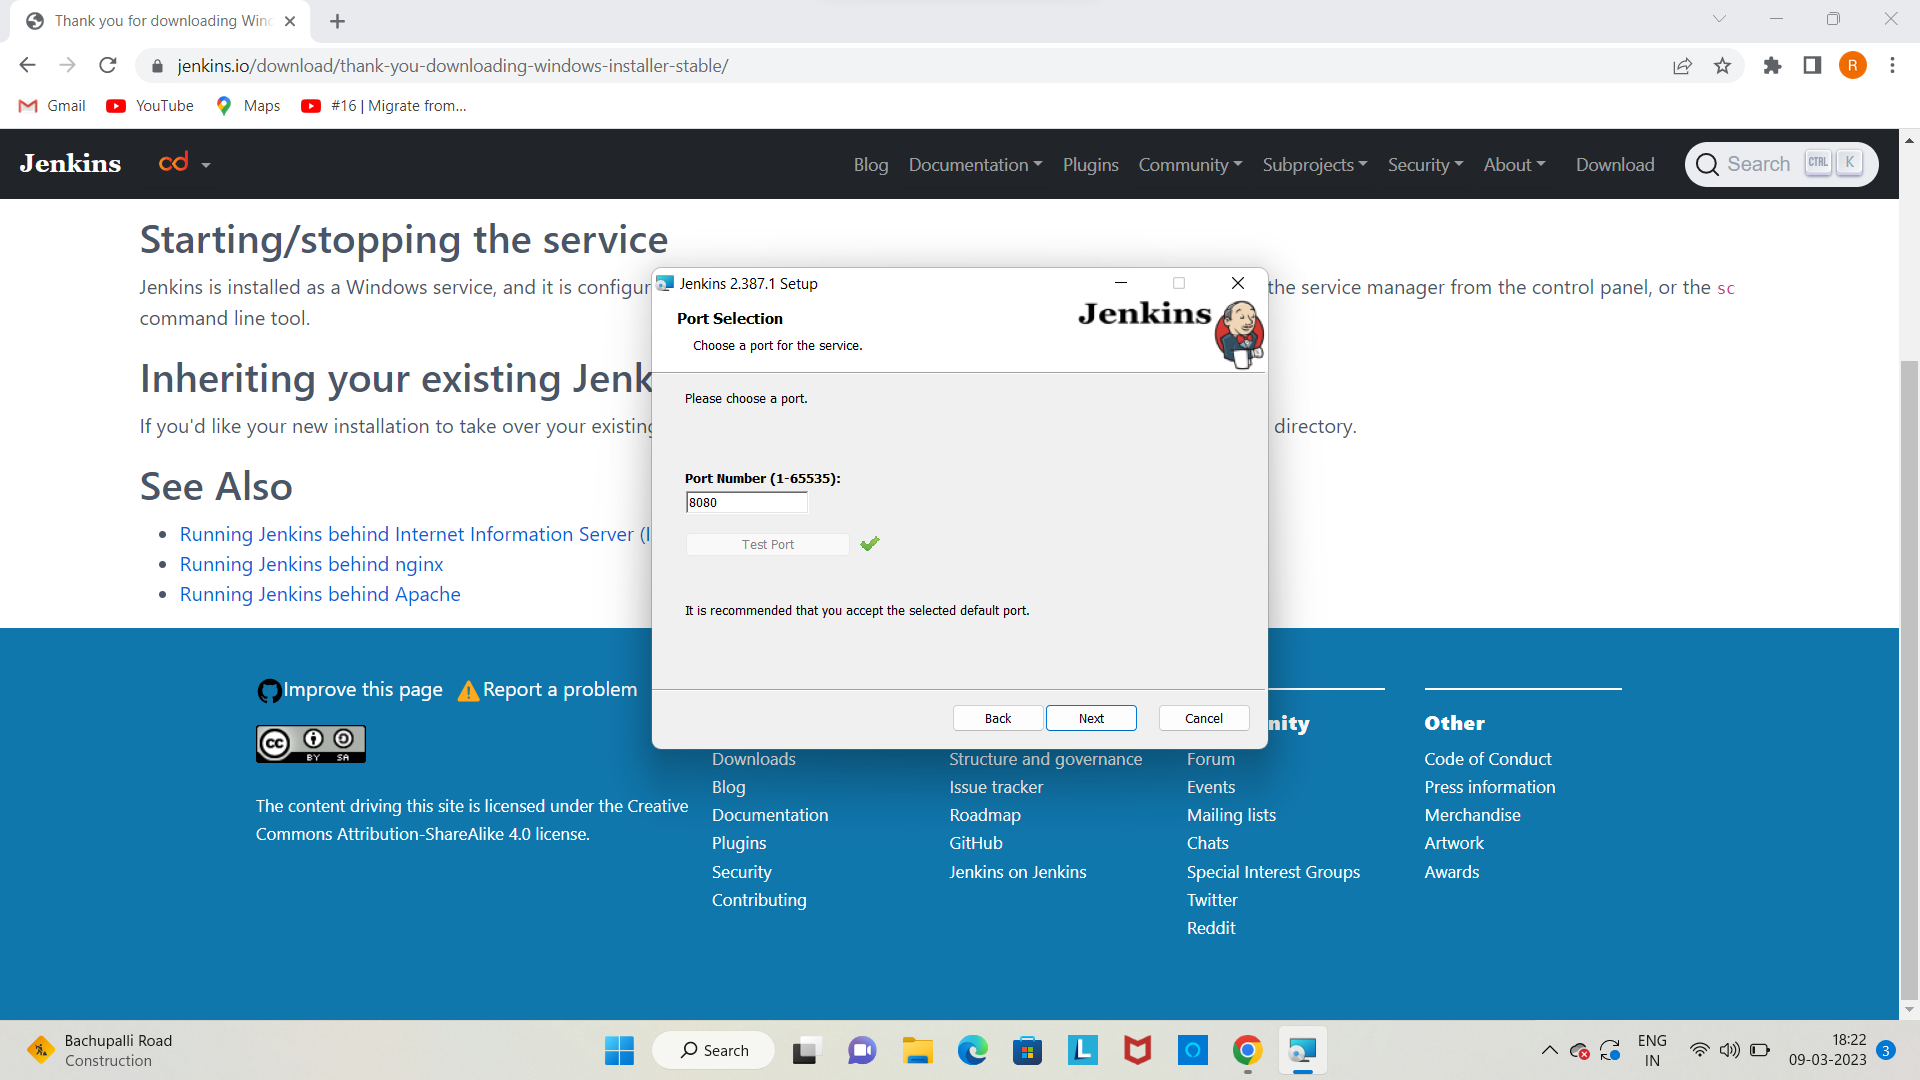 Thank you for downloading Wind
jenkins.io/download/thank-you-downloading-windows-installer-stable/
R
Gmail
YouTube
Maps
#16 | Migrate from...
Jenkins
cd
Blog
Documentation
Plugins
Community
Subprojects
Security
About
Download
Search
CTRL
K
Starting/stopping the service
Jenkins is installed as a Windows service, and it is configur
the service manager from the control panel, or the sc
command line tool.
Inheriting your existing Jenk
If you'd like your new installation to take over your existing
directory.
See Also
Running Jenkins behind Internet Information Server (I
Running Jenkins behind nginx
Running Jenkins behind Apache
Jenkins 2.387.1 Setup
Port Selection
Jenkins
Choose a port for the service.
Please choose a port.
Port Number (1-65535):
8080
Test Port
It is recommended that you accept the selected default port.
Back
Next
Cancel
Improve this page
Report a problem
CC BY SA
The content driving this site is licensed under the Creative
Commons Attribution-ShareAlike 4.0 license.
Downloads
Blog
Documentation
Plugins
Security
Contributing
Structure and governance
Issue tracker
Roadmap
GitHub
Jenkins on Jenkins
nity
Forum
Events
Mailing lists
Chats
Special Interest Groups
Twitter
Reddit
Other
Code of Conduct
Press information
Merchandise
Artwork
Awards
Bachupalli Road
Construction
Search
L
ENG
IN
18:22
09-03-2023
3